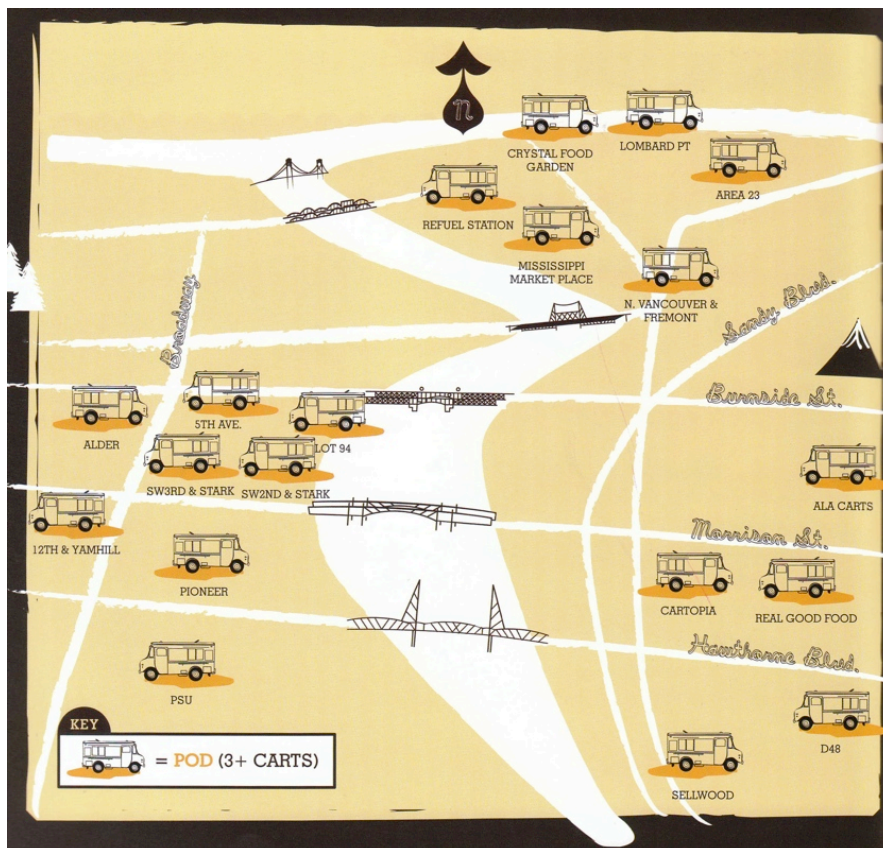 n
CRYSTAL FOOD
GARDEN
LOMBARD PT
AREA 23
REFUEL STATION
MISSISSIPPI
MARKET PLACE
N. VANCOUVER &
FREMONT
Sandy Blvd.
Broadway
Burnside St.
ALDER
5TH AVE.
LOT 94
SW3RD & STARK
SW2ND & STARK
ALA CARTS
12TH & YAMHILL
Morrison St.
PIONEER
CARTOPIA
REAL GOOD FOOD
Hawthorne Blvd.
PSU
D48
SELLWOOD
KEY
= POD (3+ CARTS)